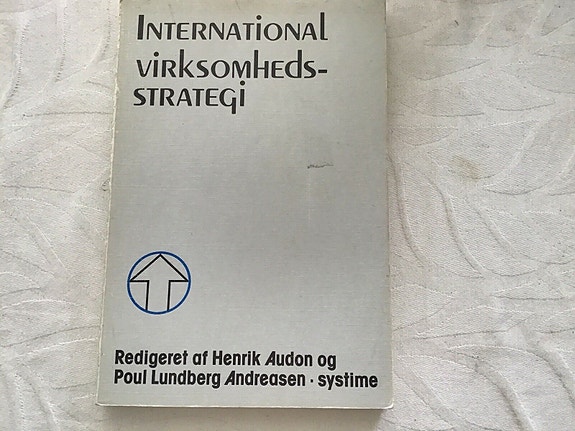 International
virksomheds-
strategi
Redigeret af Henrik Audon og
Poul Lundberg Andreasen · systime